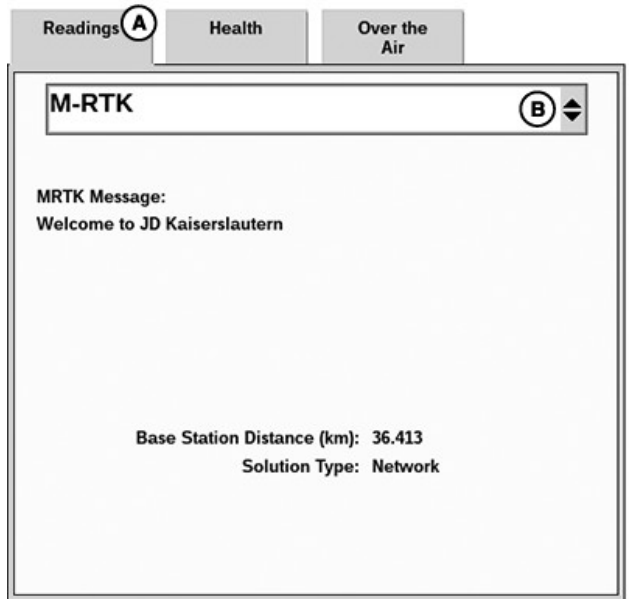 Readings A
Health
Over the
Air
M-RTK
B
MRTK Message:
Welcome to JD Kaiserslautern
Base Station Distance (km): 36.413
Solution Type: Network